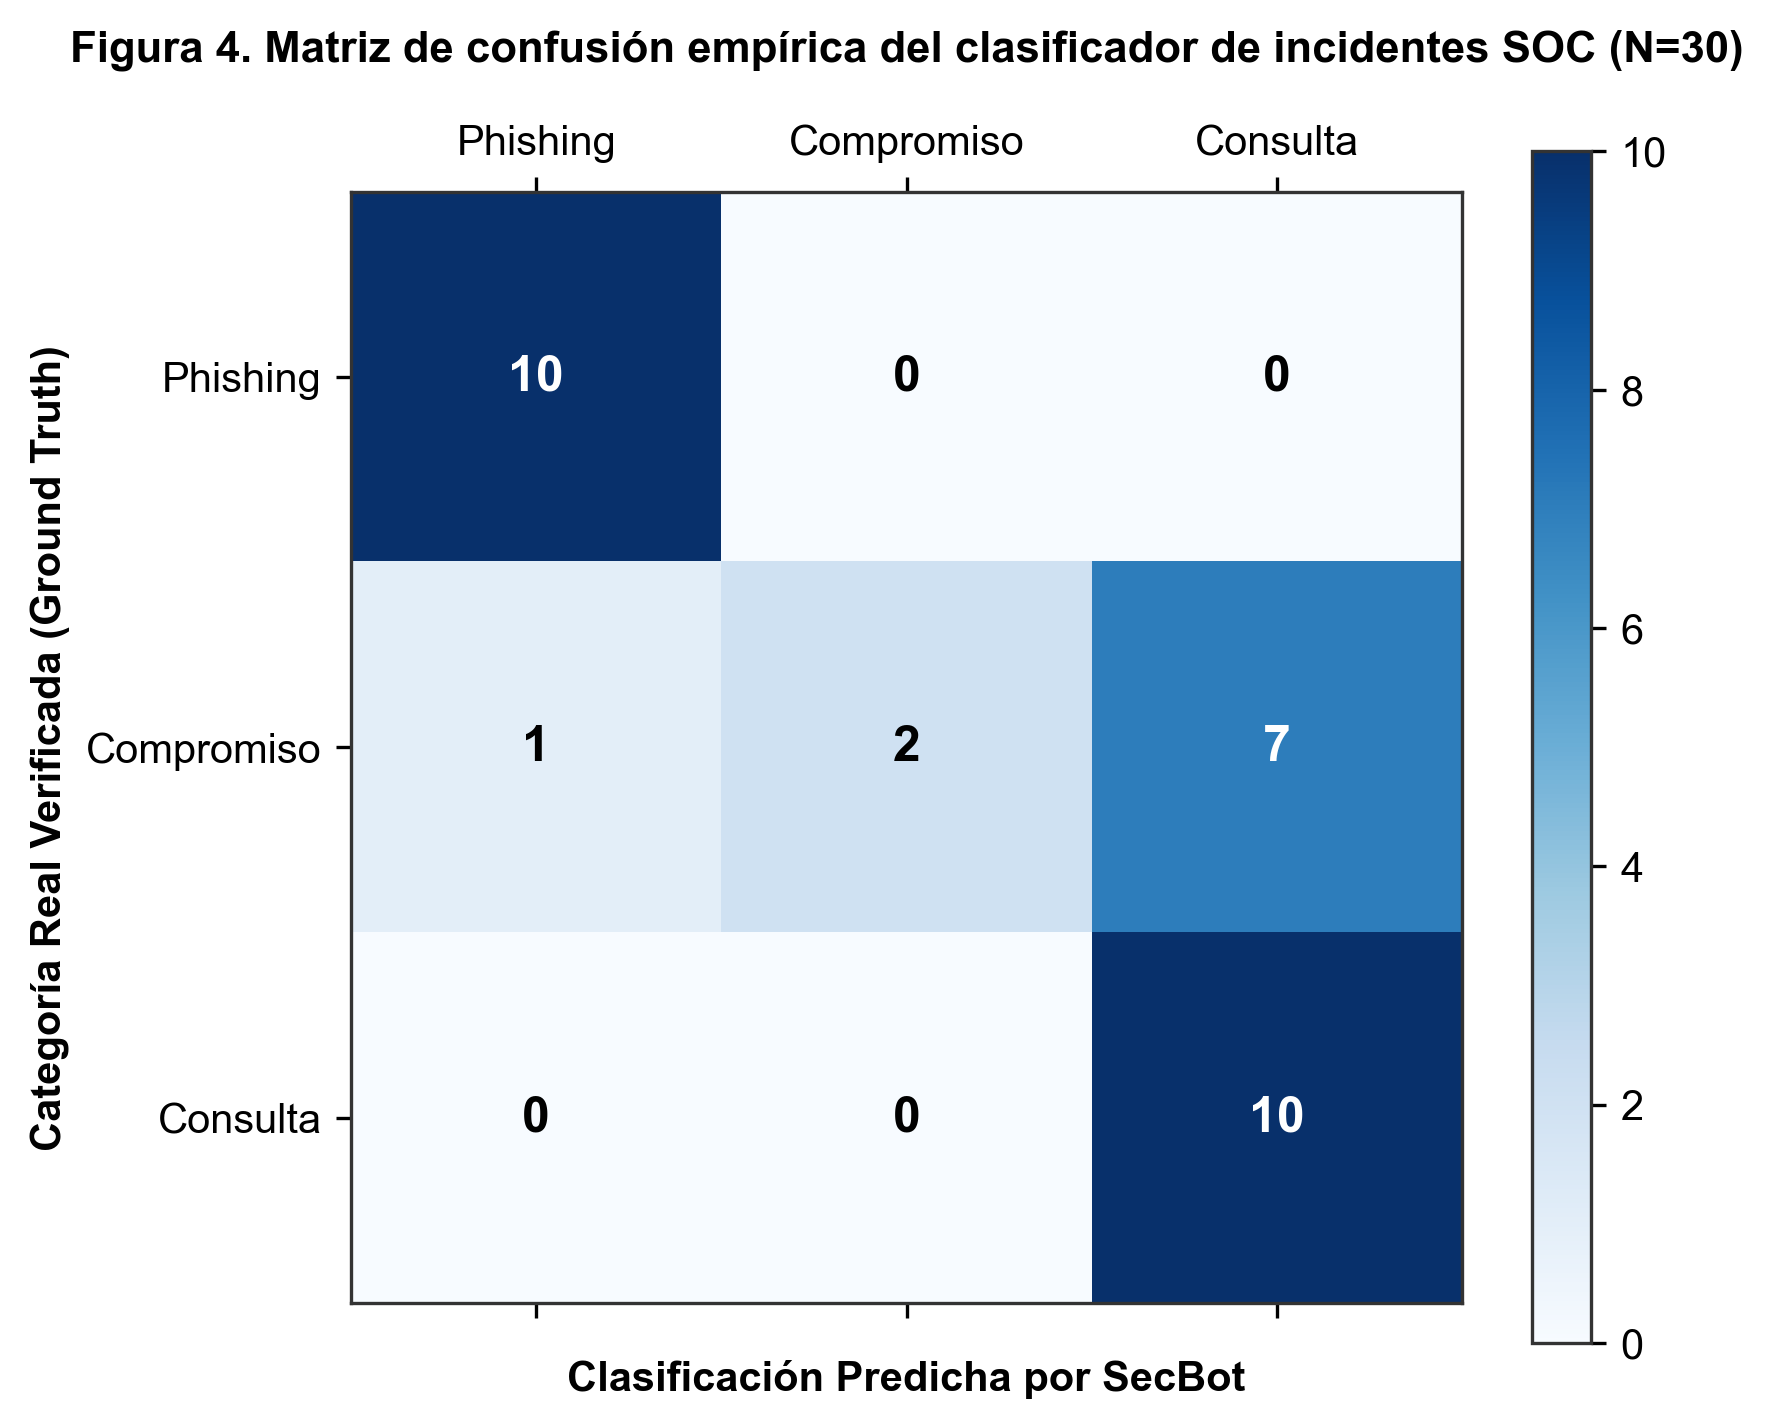 Figura 4. Matriz de confusión empírica del clasificador de incidentes SOC (N=30)
Phishing Compromiso Consulta
Categoría Real Verificada (Ground Truth)
Phishing 10 0 0
Compromiso 1 2 7
Consulta 0 0 10
Clasificación Predicha por SecBot
10
8
6
4
2
0